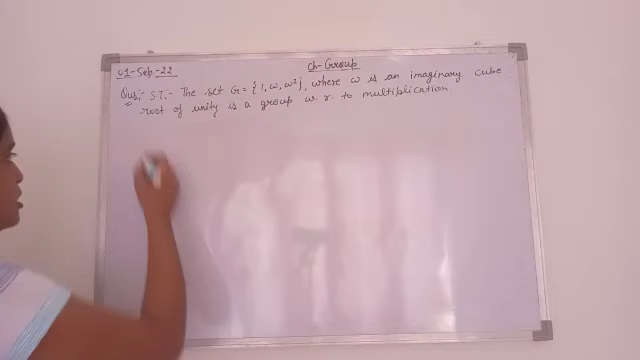 01-Sep-22
Ch-Group
Ques:- S.T.:- The set G = {1, ω, ω²}, where ω is an imaginary cube
root of unity is a group w.r. to multiplication.